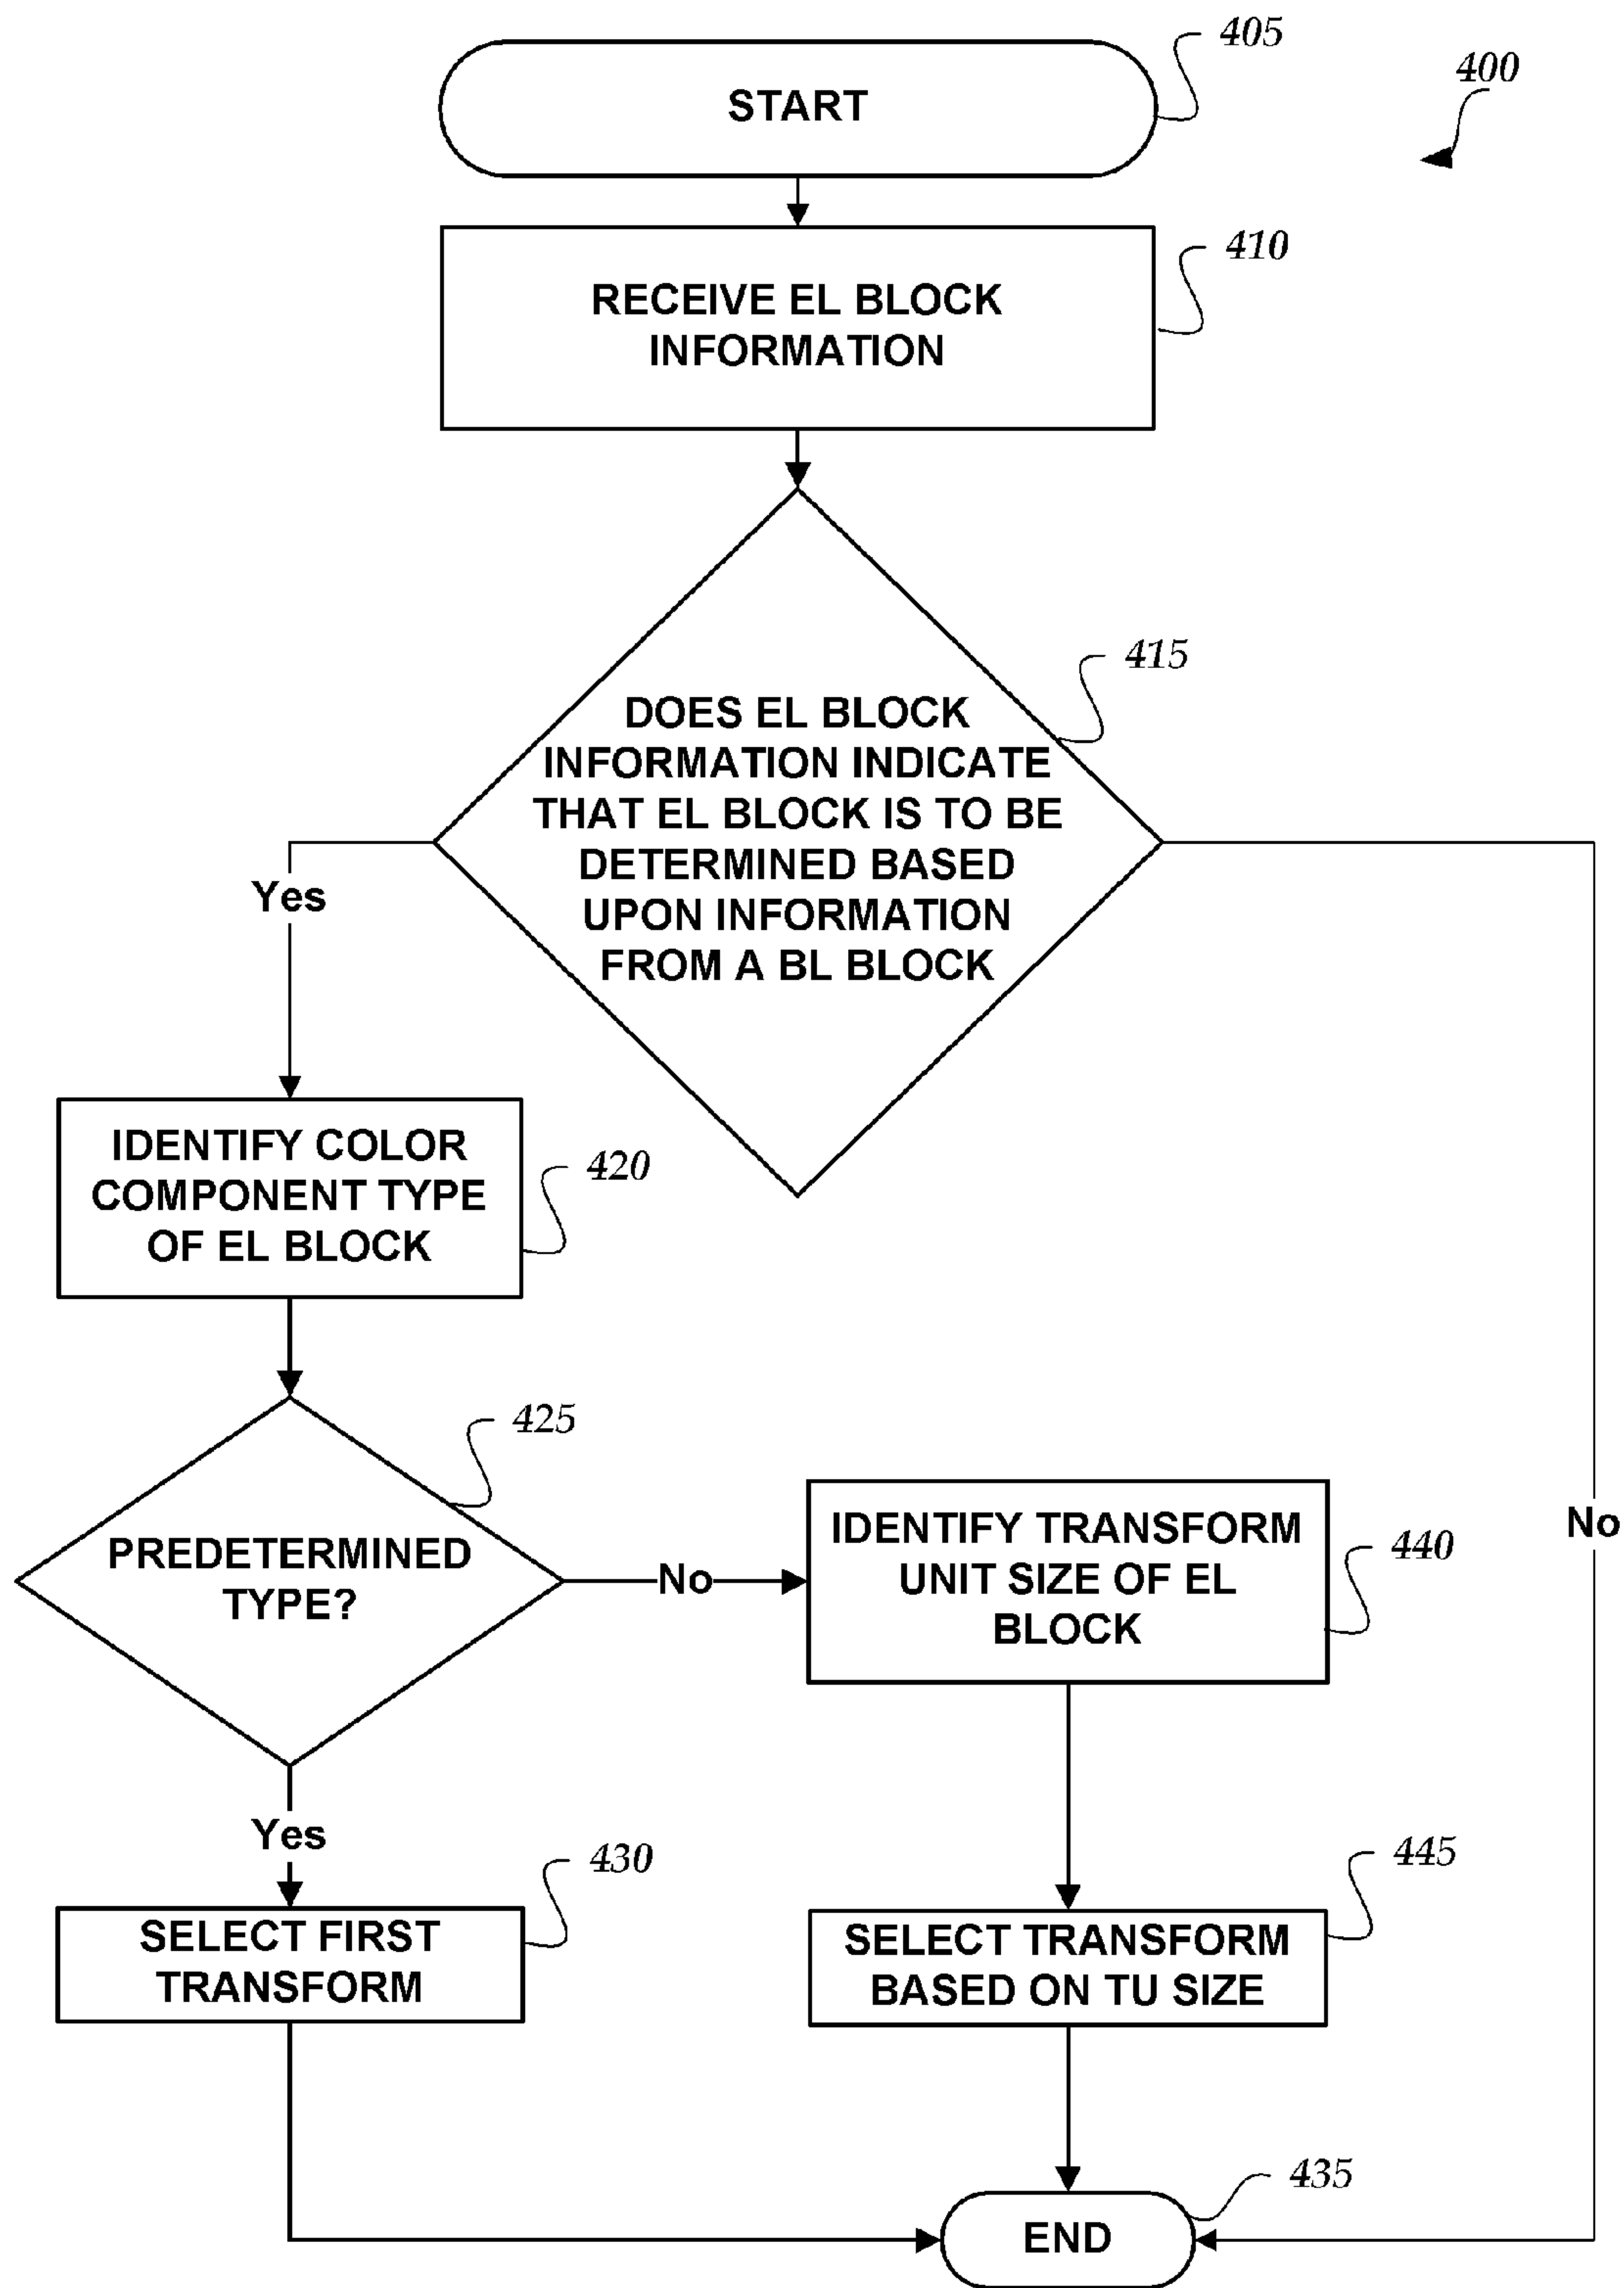 START
405
400
RECEIVE EL BLOCK
INFORMATION
410
DOES EL BLOCK
INFORMATION INDICATE
THAT EL BLOCK IS TO BE
DETERMINED BASED
UPON INFORMATION
FROM A BL BLOCK
415
Yes
No
IDENTIFY COLOR
COMPONENT TYPE
OF EL BLOCK
420
PREDETERMINED
TYPE?
425
No
IDENTIFY TRANSFORM
UNIT SIZE OF EL
BLOCK
440
Yes
SELECT FIRST
TRANSFORM
430
SELECT TRANSFORM
BASED ON TU SIZE
445
END
435